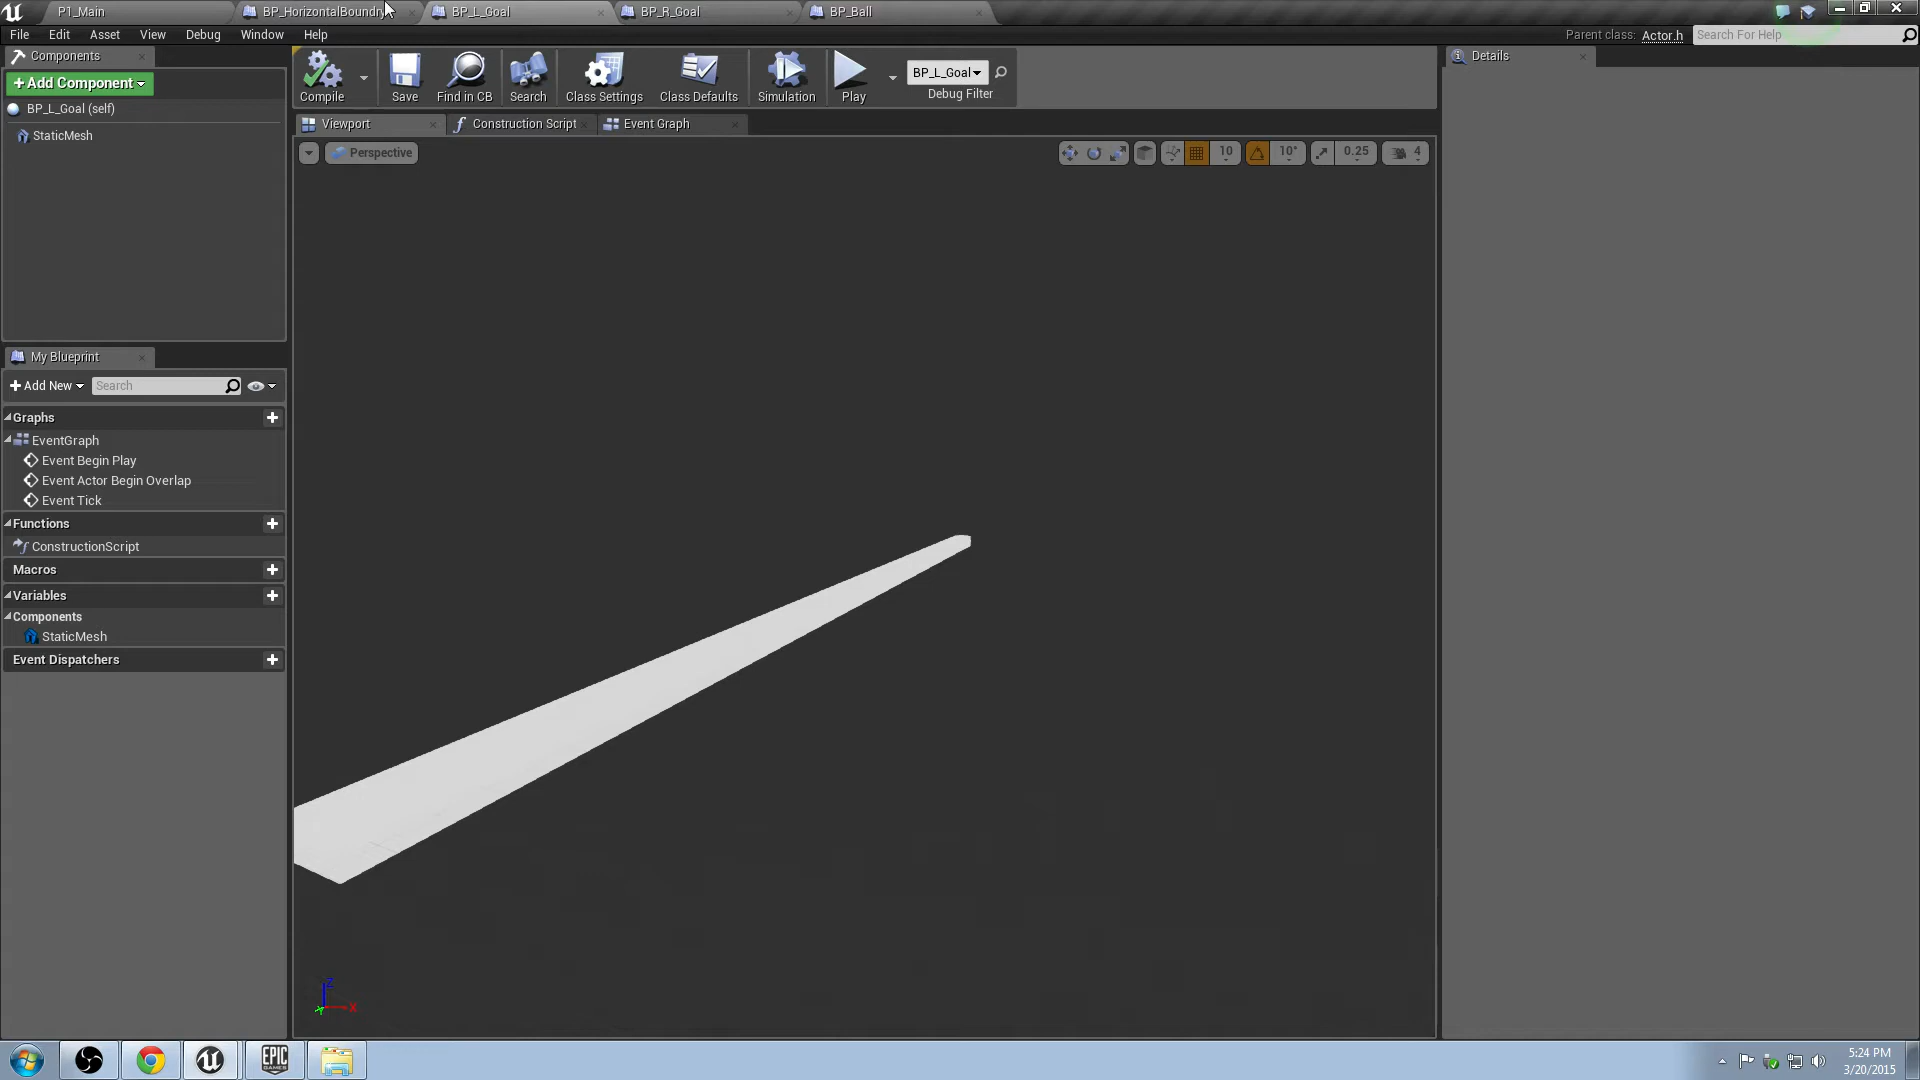 P1_Main BP_HorizontalBoundry BP_L_Goal BP_R_Goal BP_Ball
File Edit Asset View Debug Window Help
Parent class: Actor.h Search For Help
Components
+Add Component
BP_L_Goal (self)
StaticMesh
Compile Save Find in CB Search Class Settings Class Defaults Simulation Play
BP_L_Goal
Debug Filter
Details
Viewport Construction Script Event Graph
Perspective
10 10° 0.25 4
My Blueprint
+Add New Search
Graphs
EventGraph
Event Begin Play
Event Actor Begin Overlap
Event Tick
Functions
ConstructionScript
Macros
Variables
Components
StaticMesh
Event Dispatchers
Z
X
Y
EPIC
GAMES
5:24 PM
3/20/2015